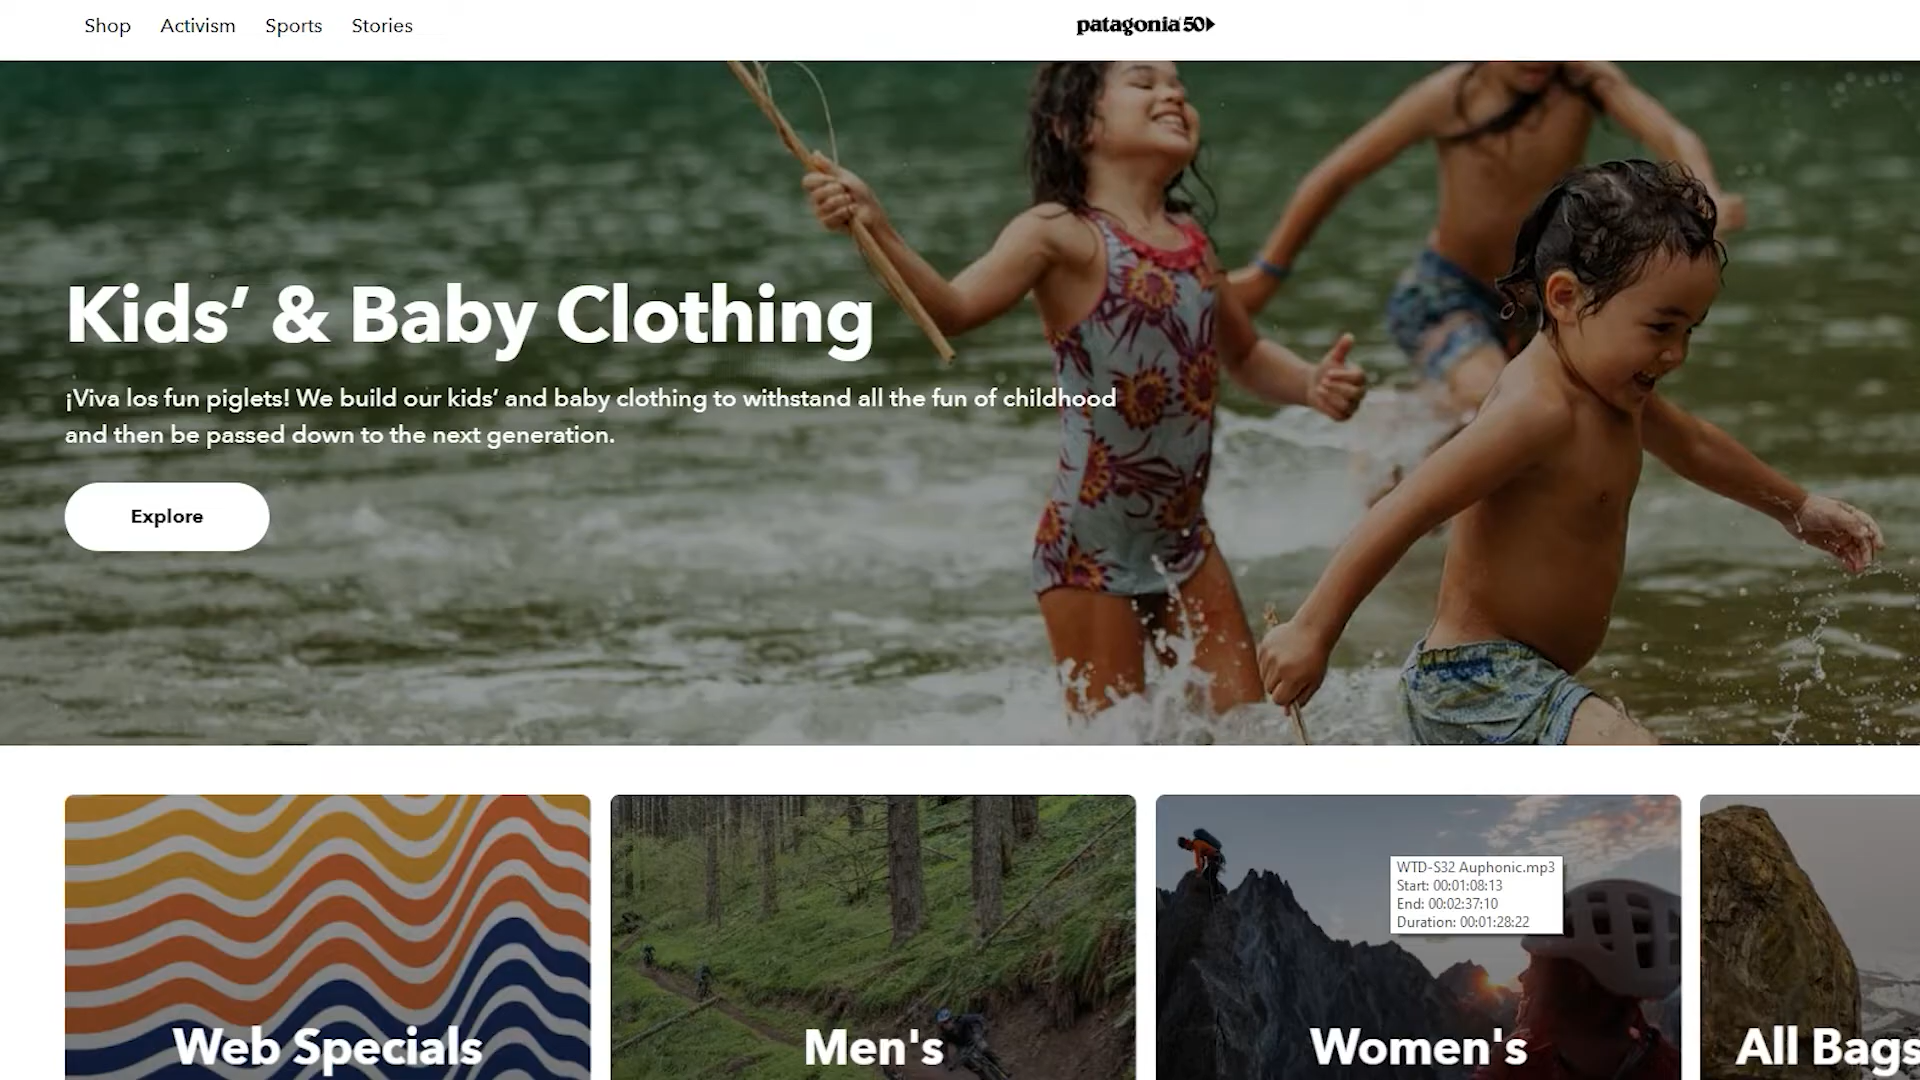 Shop Activism Sports Stories
patagonia 50
Kids' & Baby Clothing
¡Viva los fun piglets! We build our kids' and baby clothing to withstand all the fun of childhood
and then be passed down to the next generation.
Explore
WTD-S32 Auphonic.mp3
Start: 00:01:08:13
End: 00:02:37:10
Duration: 00:01:28:22
Web Specials
Men's
Women's
All Bags